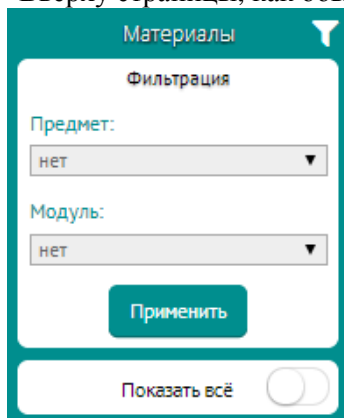 Материалы
Фильтрация
Предмет:
нет
Модуль:
нет
Применить
Показать всё